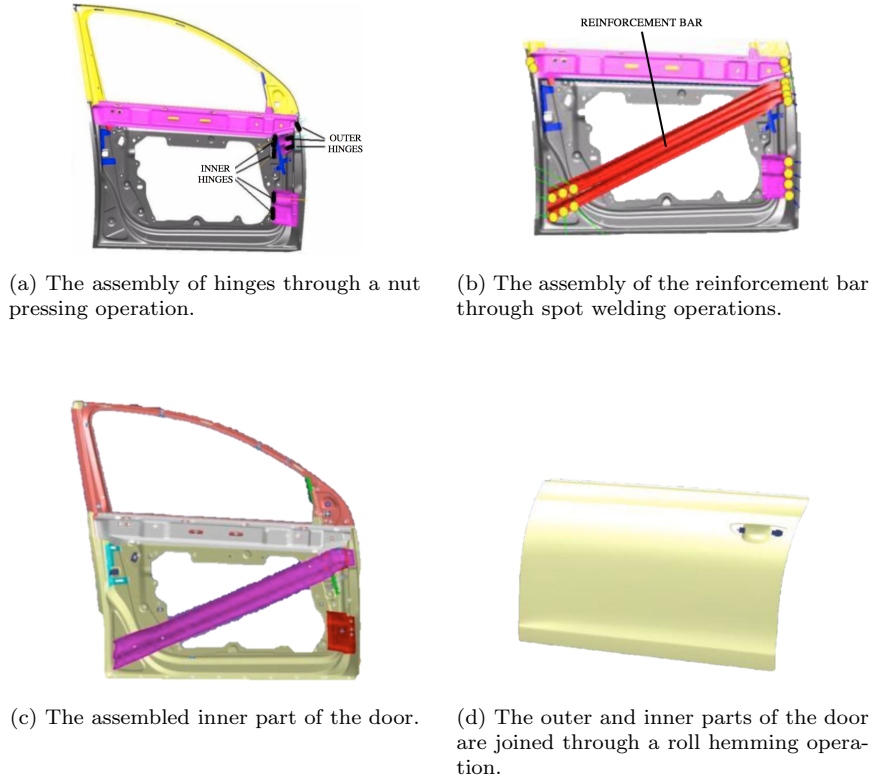 REINFORCEMENT BAR
OUTER
HINGES
INNER
HINGES
(a) The assembly of hinges through a nut
pressing operation.
(b) The assembly of the reinforcement bar
through spot welding operations.
(c) The assembled inner part of the door.
(d) The outer and inner parts of the door
are joined through a roll hemming opera-
tion.